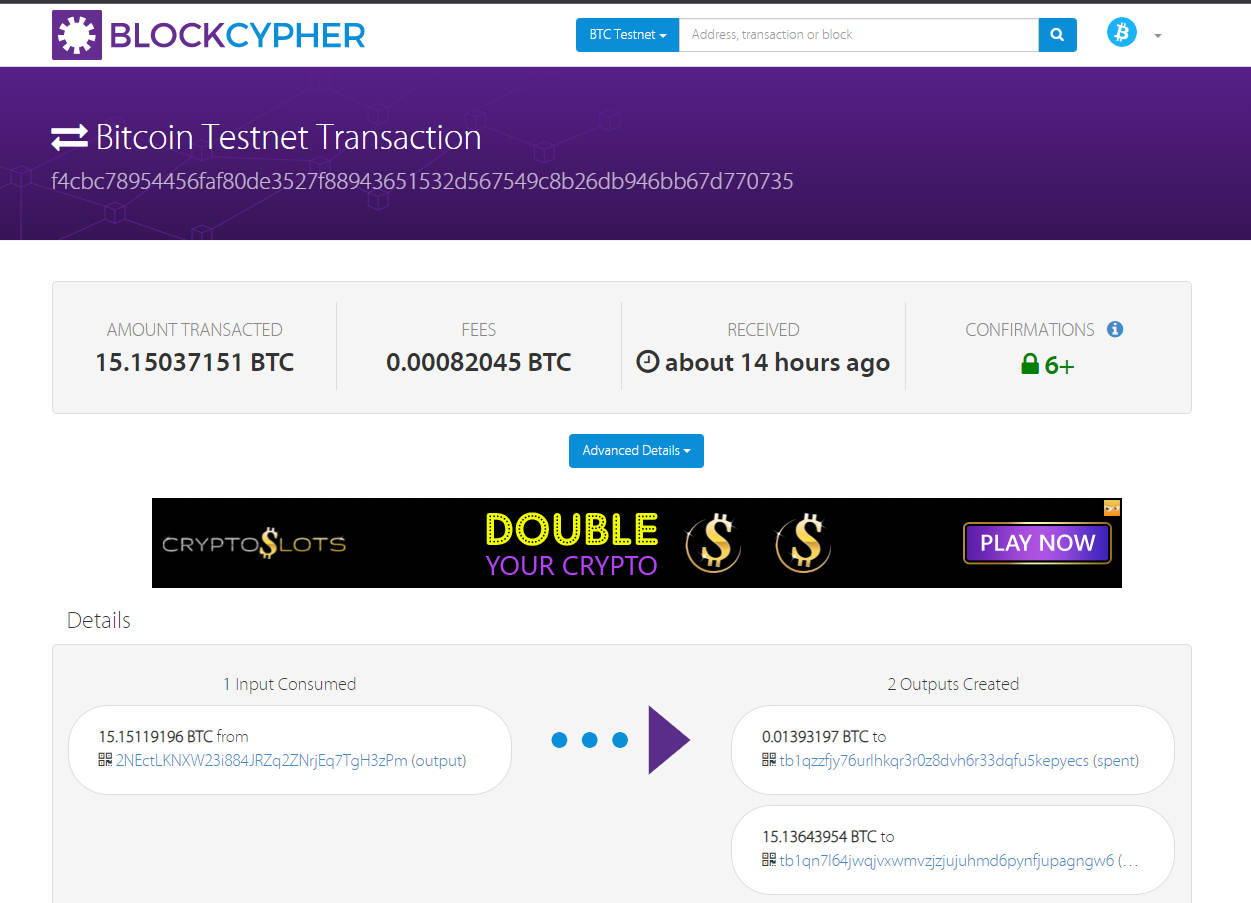 BLOCKCYPHER
BTC Testnet
Address, transaction or block
Bitcoin Testnet Transaction
f4cbc78954456faf80de3527f88943651532d567549c8b26db946bb67d770735
AMOUNT TRANSACTED
15.15037151 BTC
FEES
0.00082045 BTC
RECEIVED
about 14 hours ago
CONFIRMATIONS
6+
Advanced Details
CRYPTO$LOTS
DOUBLE
YOUR CRYPTO
PLAY NOW
Details
1 Input Consumed
15.15119196 BTC from
2NEctLKNXW23i884JRZq2ZNrjEq7TgH3zPm (output)
2 Outputs Created
0.01393197 BTC to
tb1qzzfjy76urlhkqr3r0z8dvh6r33dqfu5kepyecs (spent)
15.13643954 BTC to
tb1qn7l64jwqjvxwmvzjzjujuhmd6pynfjupagngw6 (…